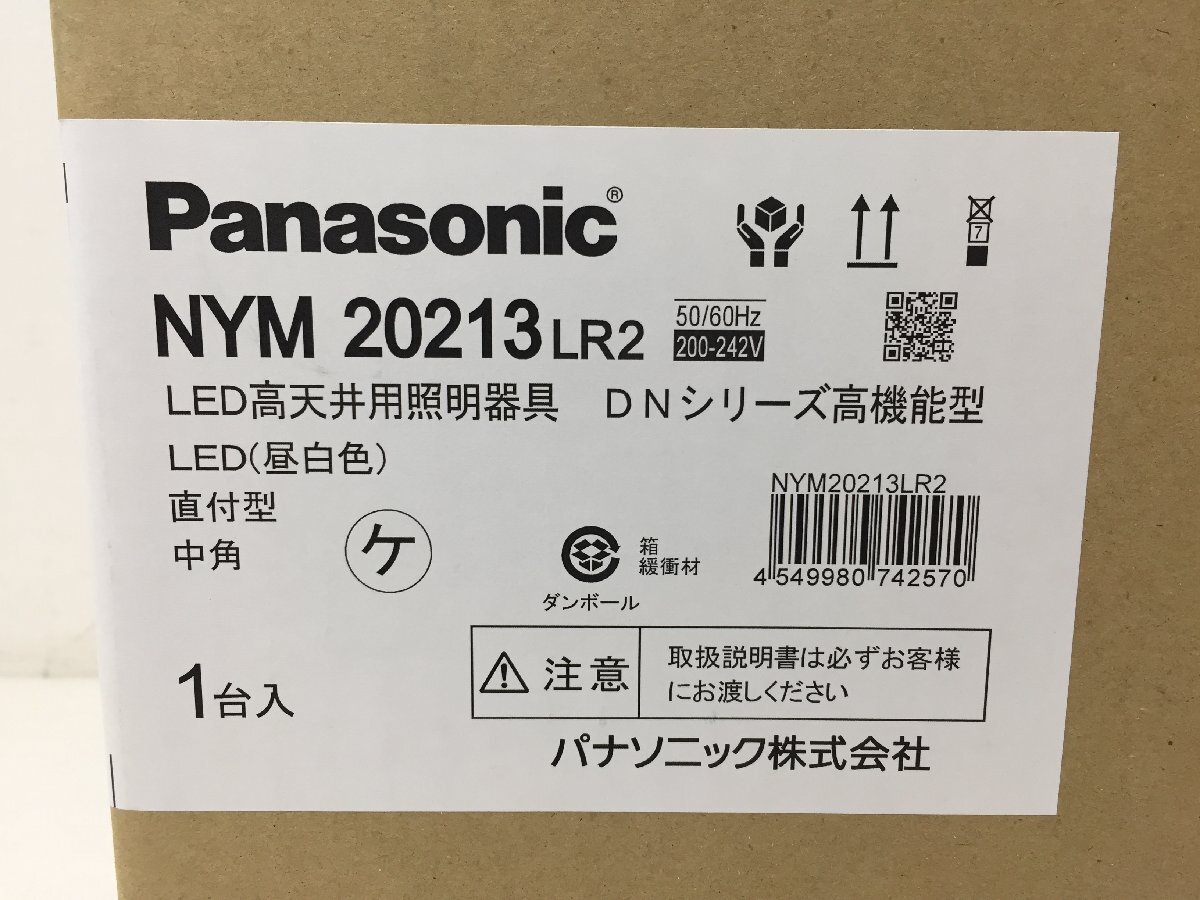 Panasonic®
7
NYM 20213 LR2
50/60Hz
200-242V
LED高天井用照明器具 DNシリーズ高機能型
LED(昼白色)
直付型
中角
ケ
箱
緩衝材
ダンボール
NYM20213LR2
4 549980 742570
1台入
注意
取扱説明書は必ずお客様
にお渡しください
パナソニック株式会社